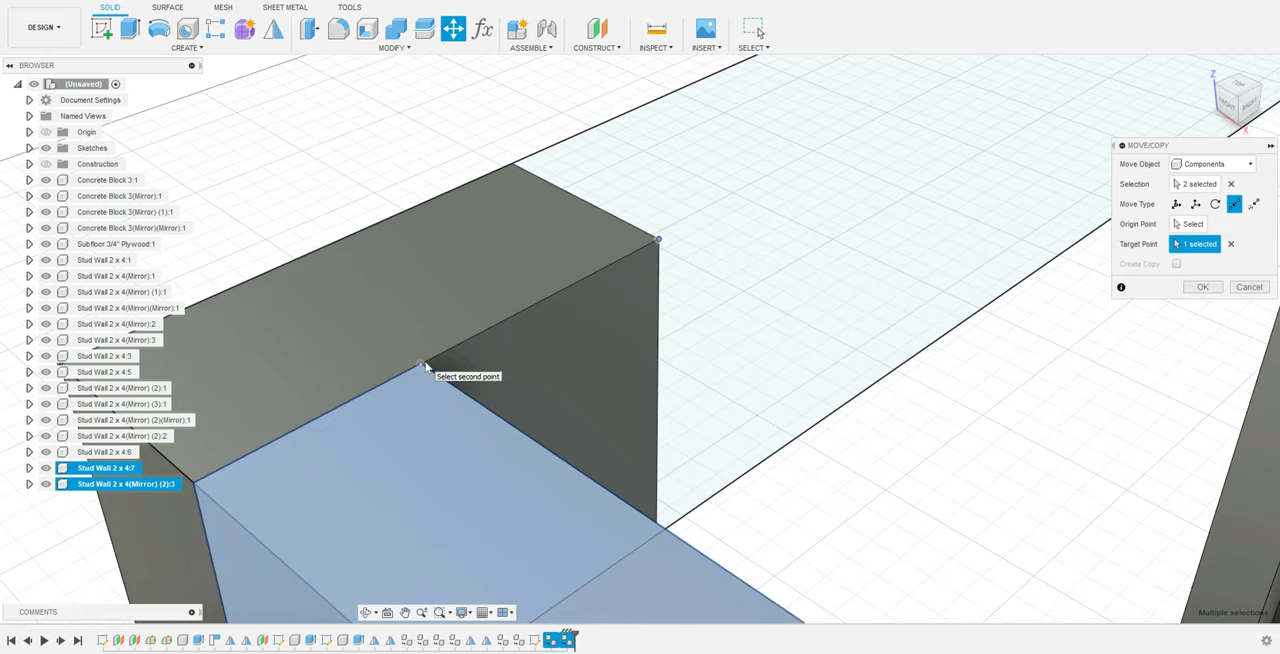 SOLID SURFACE MESH SHEET METAL TOOLS
DESIGN
CREATE MODIFY ASSEMBLE CONSTRUCT INSPECT INSERT SELECT
BROWSER
(Unsaved)
Document Settings
Named Views
Origin
Sketches
Construction
Concrete Block 3:1
Concrete Block 3(Mirror):1
Concrete Block 3(Mirror) (1):1
Concrete Block 3(Mirror)(Mirror):1
Subfloor 3/4" Plywood:1
Stud Wall 2 x 4:1
Stud Wall 2 x 4(Mirror):1
Stud Wall 2 x 4(Mirror) (1):1
Stud Wall 2 x 4(Mirror)(Mirror):1
Stud Wall 2 x 4(Mirror):2
Stud Wall 2 x 4(Mirror):3
Stud Wall 2 x 4:3
Stud Wall 2 x 4:5
Stud Wall 2 x 4(Mirror) (2):1
Stud Wall 2 x 4(Mirror) (3):1
Stud Wall 2 x 4(Mirror) (2)(Mirror):1
Stud Wall 2 x 4(Mirror) (2):2
Stud Wall 2 x 4:6
Stud Wall 2 x 4:7
Stud Wall 2 x 4(Mirror) (2):3
Select second point
Z
TOP
FRONT RIGHT
X
MOVE/COPY
Move Object Components
Selection 2 selected
Move Type
Origin Point Select
Target Point 1 selected
Create Copy
OK Cancel
COMMENTS
Multiple selections